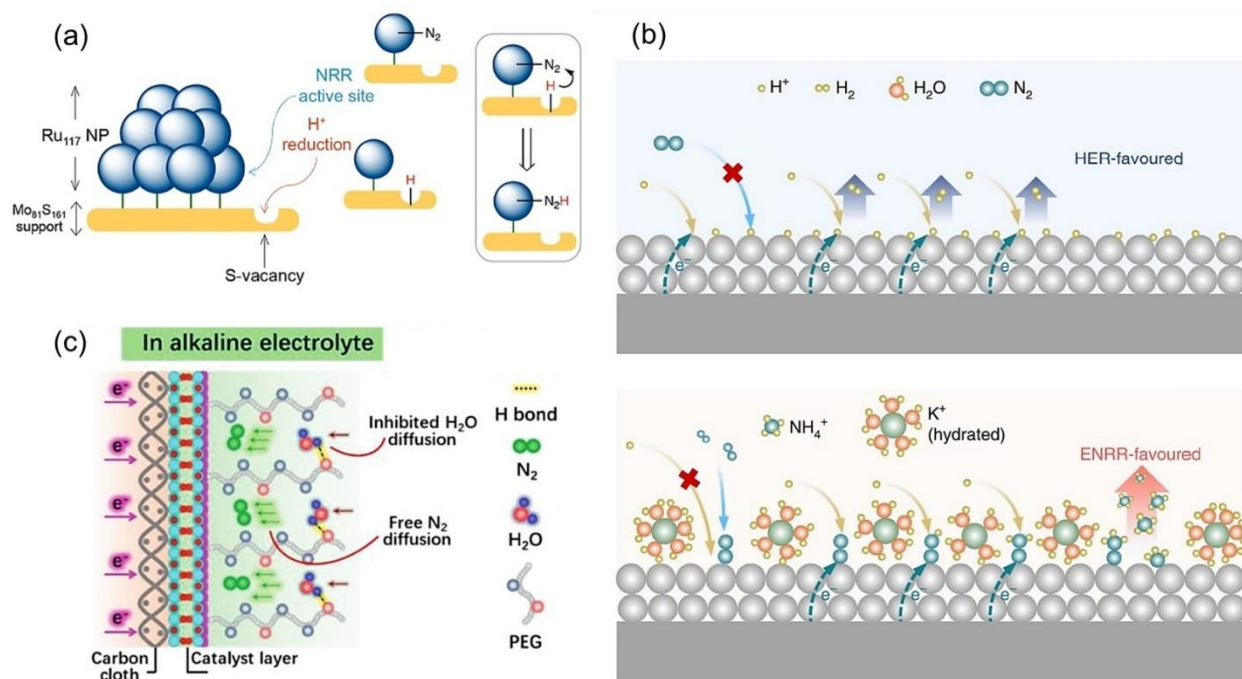 (a)
N₂
NRR
active site
H⁺
reduction
Ru₁₁₇ NP
Mo₈₁S₁₆₁
support
S-vacancy
H
N₂
H
N₂H
(b)
H⁺
H₂
H₂O
N₂
HER-favoured
e⁻
e⁻
e⁻
e⁻
NH₄⁺
K⁺
(hydrated)
ENRR-favoured
e⁻
e⁻
e⁻
(c)
In alkaline electrolyte
e⁻
e⁻
e⁻
e⁻
e⁻
Inhibited H₂O
diffusion
Free N₂
diffusion
Carbon
cloth
Catalyst layer
H bond
N₂
H₂O
PEG